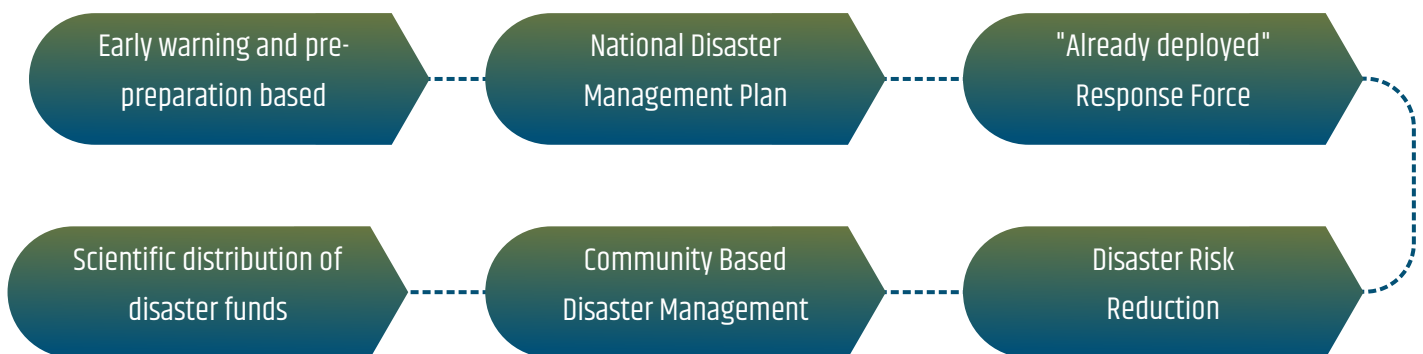 Early warning and pre-
preparation based
National Disaster
Management Plan
"Already deployed"
Response Force
Scientific distribution of
disaster funds
Community Based
Disaster Management
Disaster Risk
Reduction